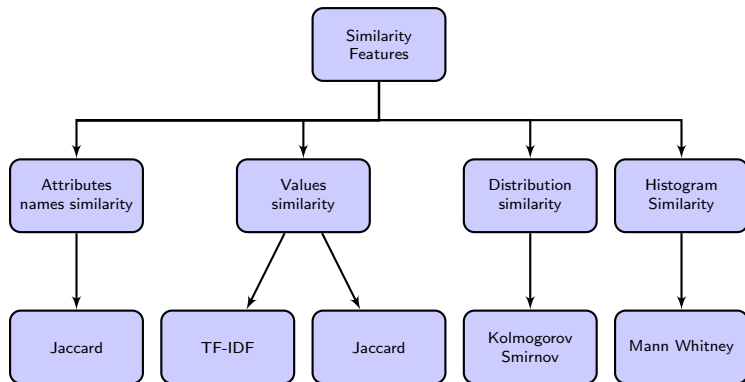 Similarity
Features
Attributes
names similarity
Values
similarity
Distribution
similarity
Histogram
Similarity
Jaccard
TF-IDF
Jaccard
Kolmogorov
Smirnov
Mann Whitney